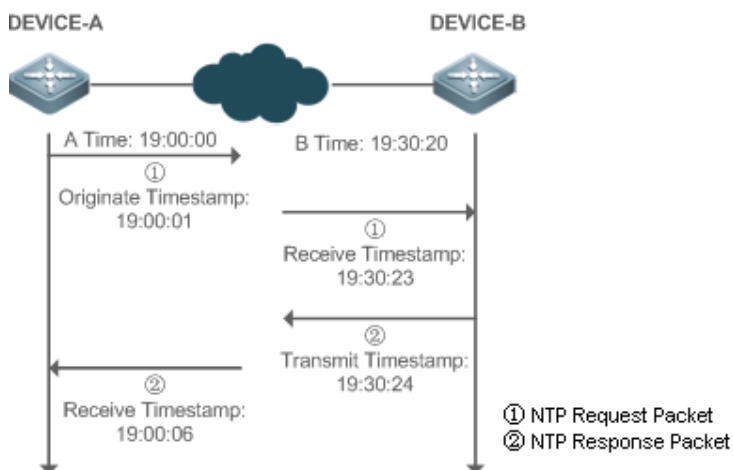 DEVICE-A
DEVICE-B
A Time: 19:00:00
B Time: 19:30:20
①
Originate Timestamp:
19:00:01
①
Receive Timestamp:
19:30:23
②
Transmit Timestamp:
19:30:24
②
Receive Timestamp:
19:00:06
① NTP Request Packet
② NTP Response Packet